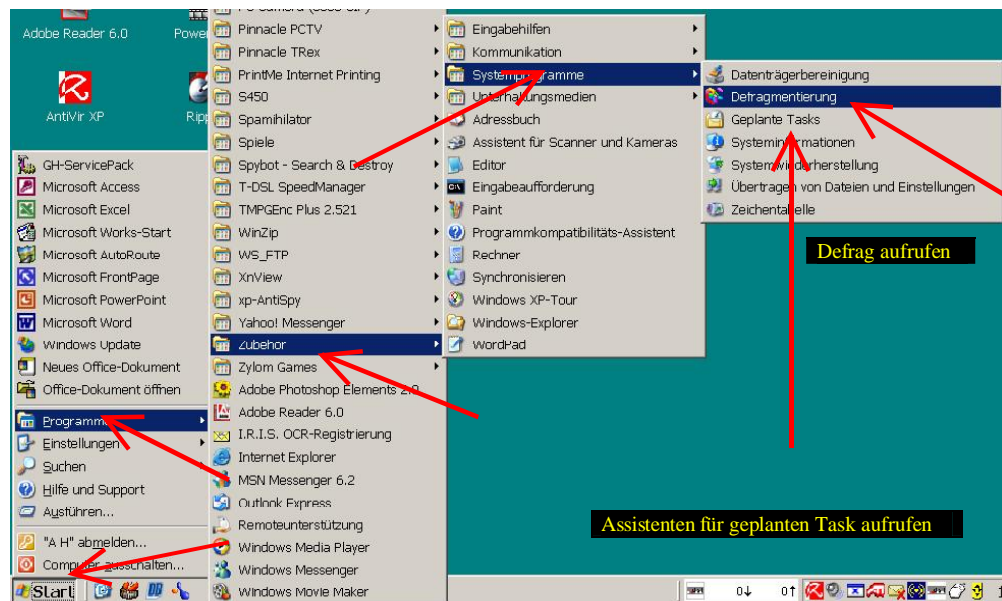 Adobe Reader 6.0
AntiVir XP
GH-ServicePack
Microsoft Access
Microsoft Excel
Microsoft Works-Start
Microsoft AutoRoute
Microsoft FrontPage
Microsoft PowerPoint
Microsoft Word
Windows Update
Neues Office-Dokument
Office-Dokument öffnen
Programme
Einstellungen
Suchen
Hilfe und Support
Ausführen...
"A H" abmelden...
Computer ausschalten...
Start
Pinnacle PCTV
Pinnacle TRex
PrintMe Internet Printing
S450
Spamihilator
Spiele
Spybot - Search & Destroy
T-DSL SpeedManager
TMPGEnc Plus 2.521
WinZip
WS_FTP
XnView
xp-AntiSpy
Yahoo! Messenger
Zubehör
Zylom Games
Adobe Photoshop Elements 2.0
Adobe Reader 6.0
I.R.I.S. OCR-Registrierung
Internet Explorer
MSN Messenger 6.2
Outlook Express
Remoteunterstützung
Windows Media Player
Windows Messenger
Windows Movie Maker
Eingabehilfen
Kommunikation
Systemprogramme
Unterhaltungsmedien
Adressbuch
Assistent für Scanner und Kameras
Editor
Eingabeaufforderung
Paint
Programmkompatibilitäts-Assistent
Rechner
Synchronisieren
Windows XP-Tour
Windows-Explorer
WordPad
Datenträgerbereinigung
Defragmentierung
Geplante Tasks
Systeminformationen
Systemwiederherstellung
Übertragen von Dateien und Einstellungen
Zeichentabelle
Defrag aufrufen
Assistenten für geplanten Task aufrufen
0↓ 0↑